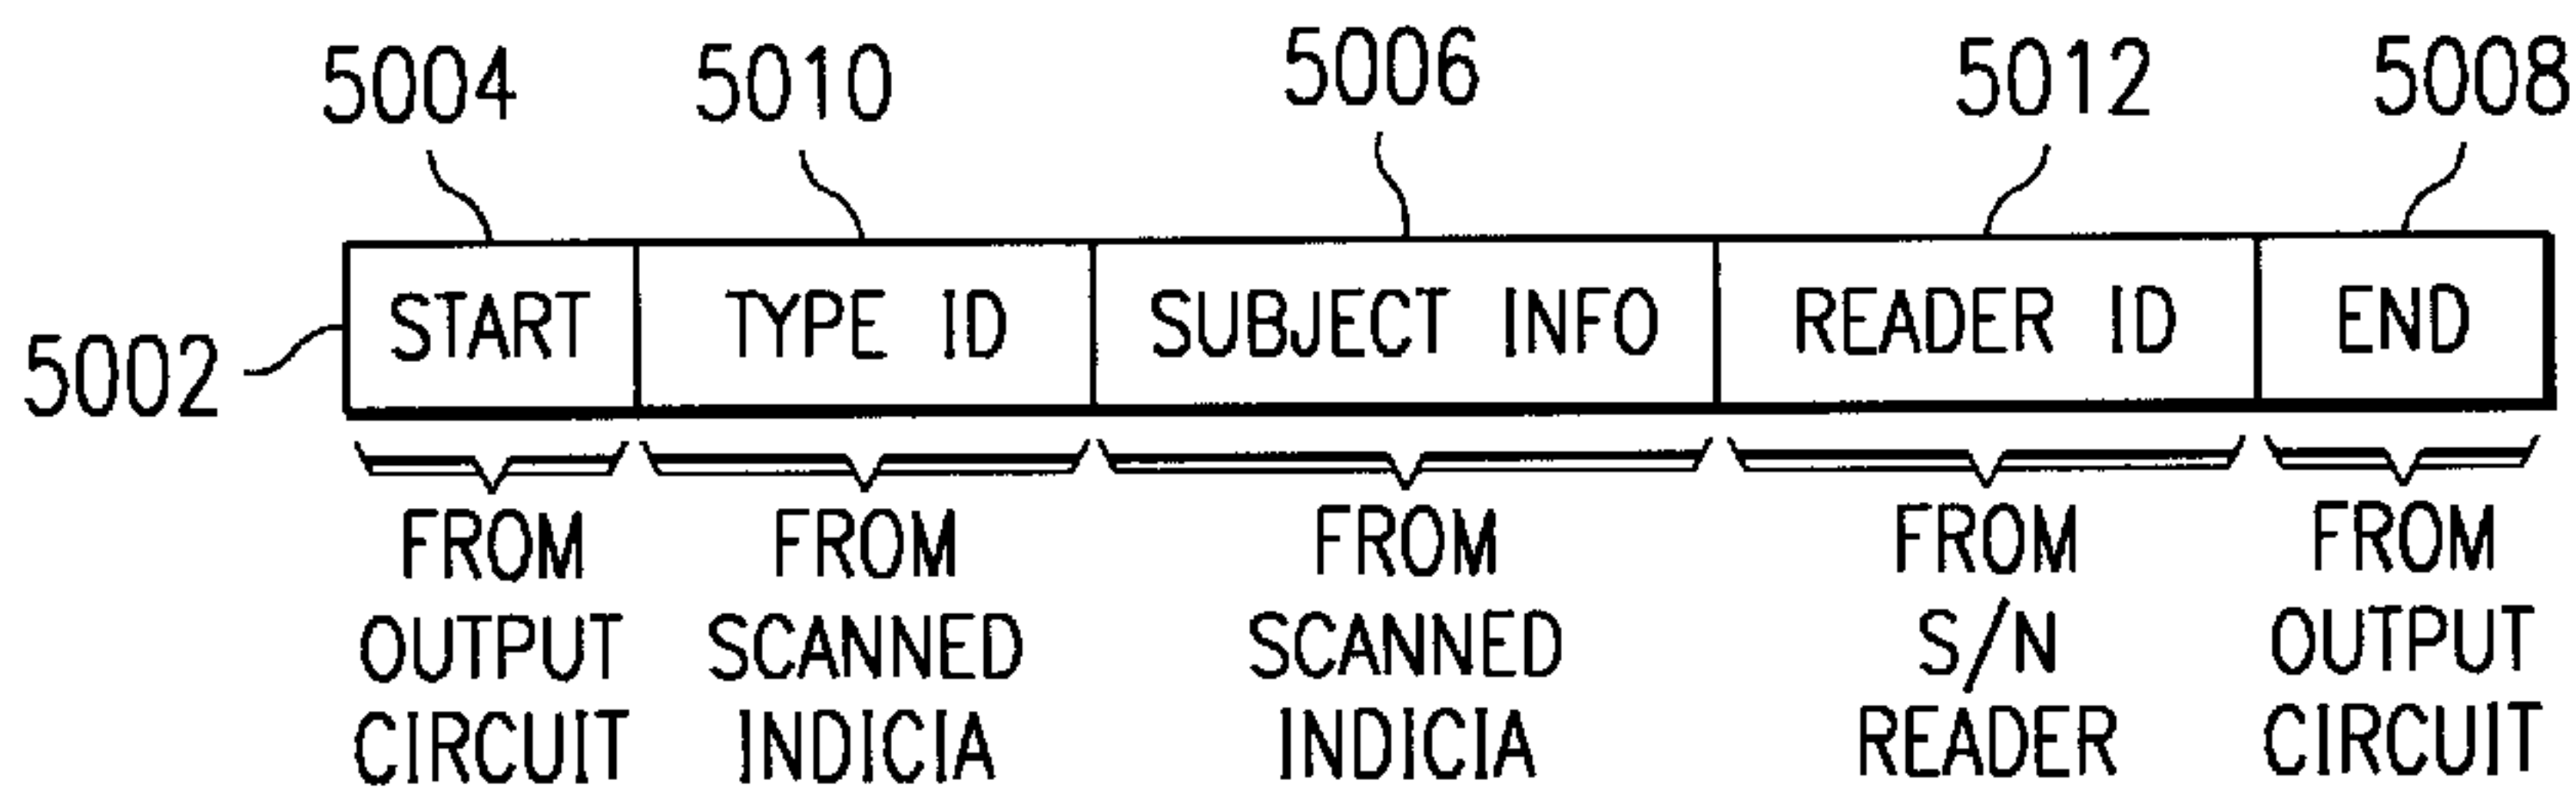 5004 5010 5006 5012 5008
5002 START TYPE ID SUBJECT INFO READER ID END
FROM FROM FROM FROM FROM
OUTPUT SCANNED SCANNED S/N OUTPUT
CIRCUIT INDICIA INDICIA READER CIRCUIT